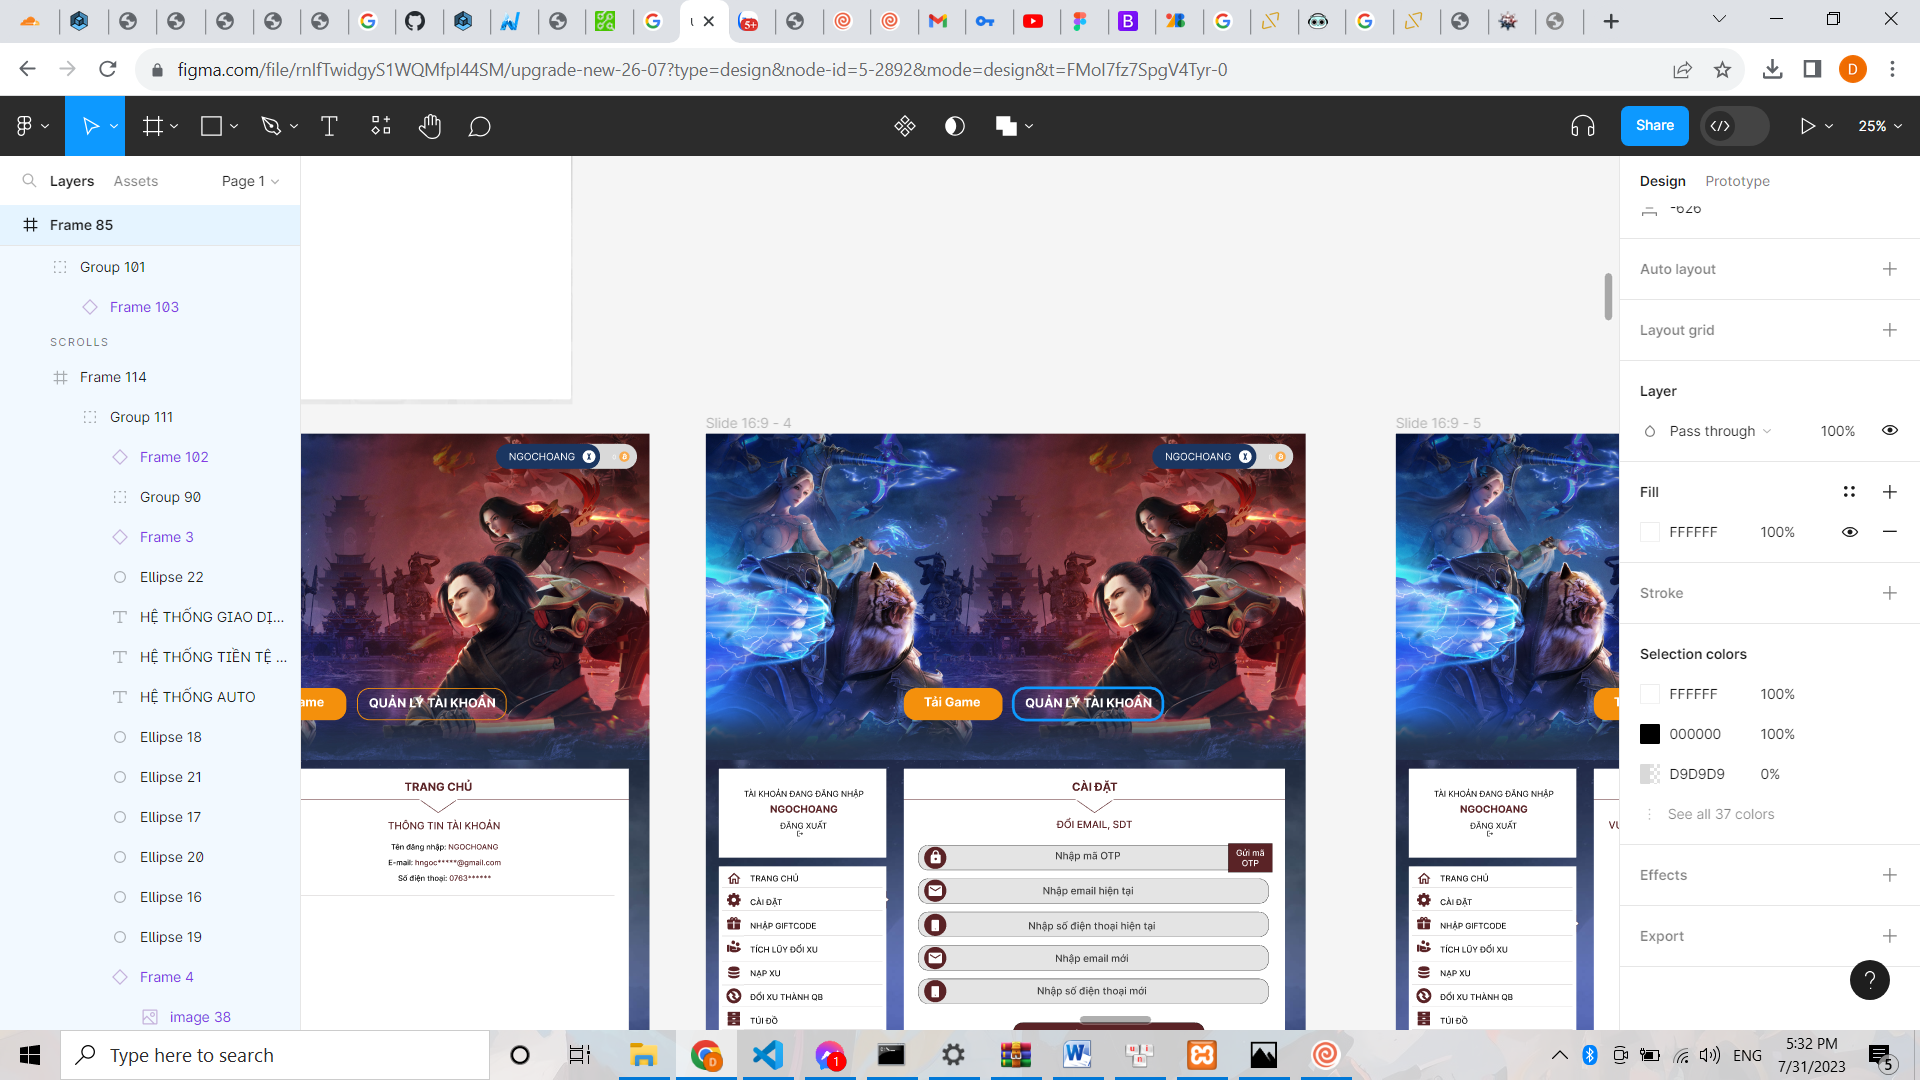 figma.com/file/rnIfTwidgyS1WQMfpI44SM/upgrade-new-26-07?type=design&node-id=5-2892&mode=design&t=FMoI7fz7SpgV4Tyr-0
D
Share
25%
Layers
Assets
Page 1
Frame 85
Group 101
Frame 103
SCROLLS
Frame 114
Group 111
Frame 102
Group 90
Frame 3
Ellipse 22
HỆ THỐNG GIAO DỊ...
HỆ THỐNG TIỀN TỆ ...
HỆ THỐNG AUTO
Ellipse 18
Ellipse 21
Ellipse 17
Ellipse 20
Ellipse 16
Ellipse 19
Frame 4
image 38
NGOCHOANG
ame
QUẢN LÝ TÀI KHOẢN
TRANG CHỦ
THÔNG TIN TÀI KHOẢN
Tên đăng nhập: NGOCHOANG
E-mail: hngoc*****@gmail.com
Số điện thoại: 0763******
Slide 16:9 - 4
NGOCHOANG
Tải Game
QUẢN LÝ TÀI KHOẢN
TÀI KHOẢN ĐANG ĐĂNG NHẬP
NGOCHOANG
ĐĂNG XUẤT
TRANG CHỦ
CÀI ĐẶT
NHẬP GIFTCODE
TÍCH LŨY ĐỔI XU
NẠP XU
ĐỔI XU THÀNH QB
TÚI ĐỒ
CÀI ĐẶT
ĐỔI EMAIL, SDT
Nhập mã OTP
Gửi mã
OTP
Nhập email hiện tại
Nhập số điện thoại hiện tại
Nhập email mới
Nhập số điện thoại mới
Slide 16:9 - 5
T
TÀI KHOẢN ĐANG ĐĂNG NHẬP
NGOCHOANG
ĐĂNG XUẤT
VU
TRANG CHỦ
CÀI ĐẶT
NHẬP GIFTCODE
TÍCH LŨY ĐỔI XU
NẠP XU
ĐỔI XU THÀNH QB
TÚI ĐỒ
Design
Prototype
-626
Auto layout
Layout grid
Layer
Pass through
100%
Fill
FFFFFF
100%
Stroke
Selection colors
FFFFFF
100%
000000
100%
D9D9D9
0%
See all 37 colors
Effects
Export
?
Type here to search
D
1
ENG
5:32 PM
7/31/2023
5